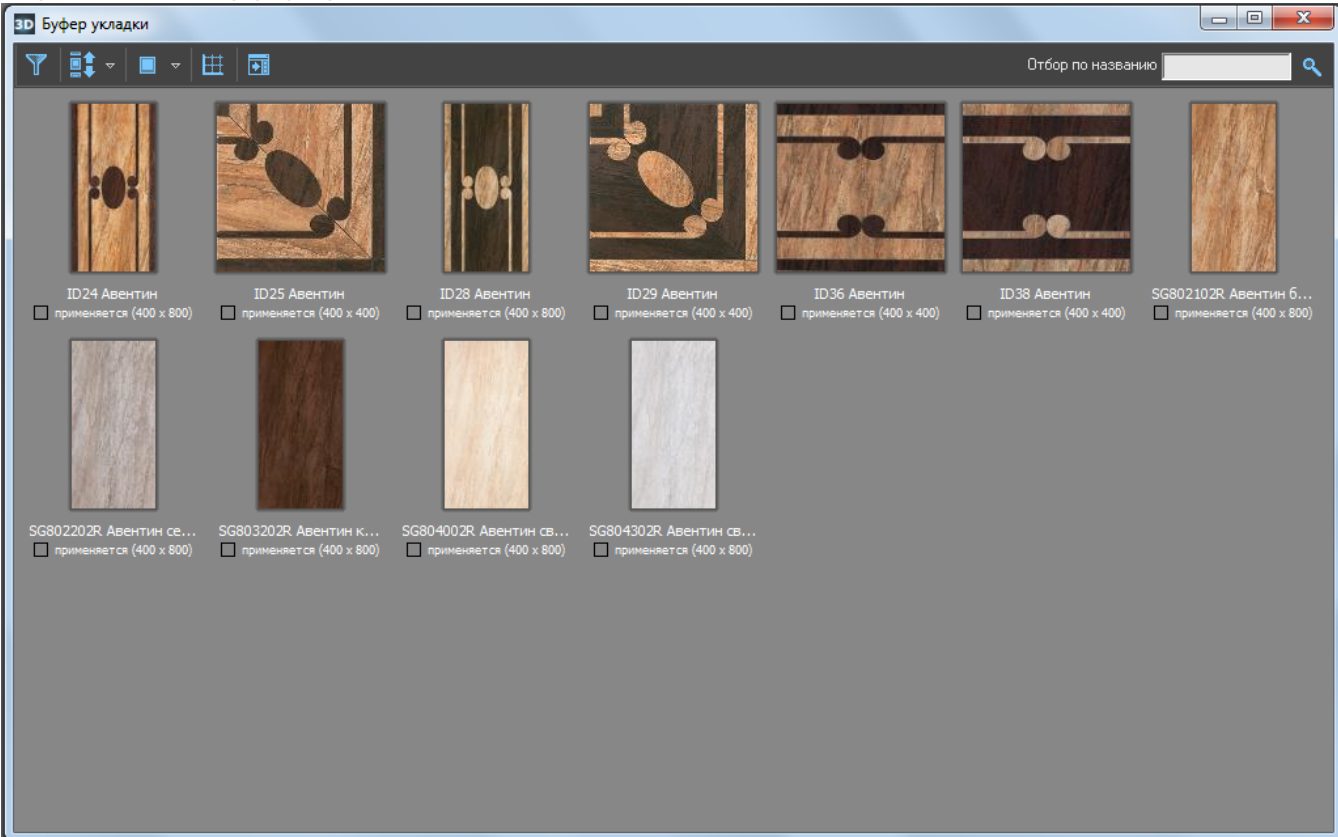 3D Буфер укладки
Отбор по названию
ID24 Авентин
применяется (400 x 800)
ID25 Авентин
применяется (400 x 400)
ID28 Авентин
применяется (400 x 800)
ID29 Авентин
применяется (400 x 400)
ID36 Авентин
применяется (400 x 400)
ID38 Авентин
применяется (400 x 400)
SG802102R Авентин б...
применяется (400 x 800)
SG802202R Авентин се...
применяется (400 x 800)
SG803202R Авентин к...
применяется (400 x 800)
SG804002R Авентин св...
применяется (400 x 800)
SG804302R Авентин св...
применяется (400 x 800)